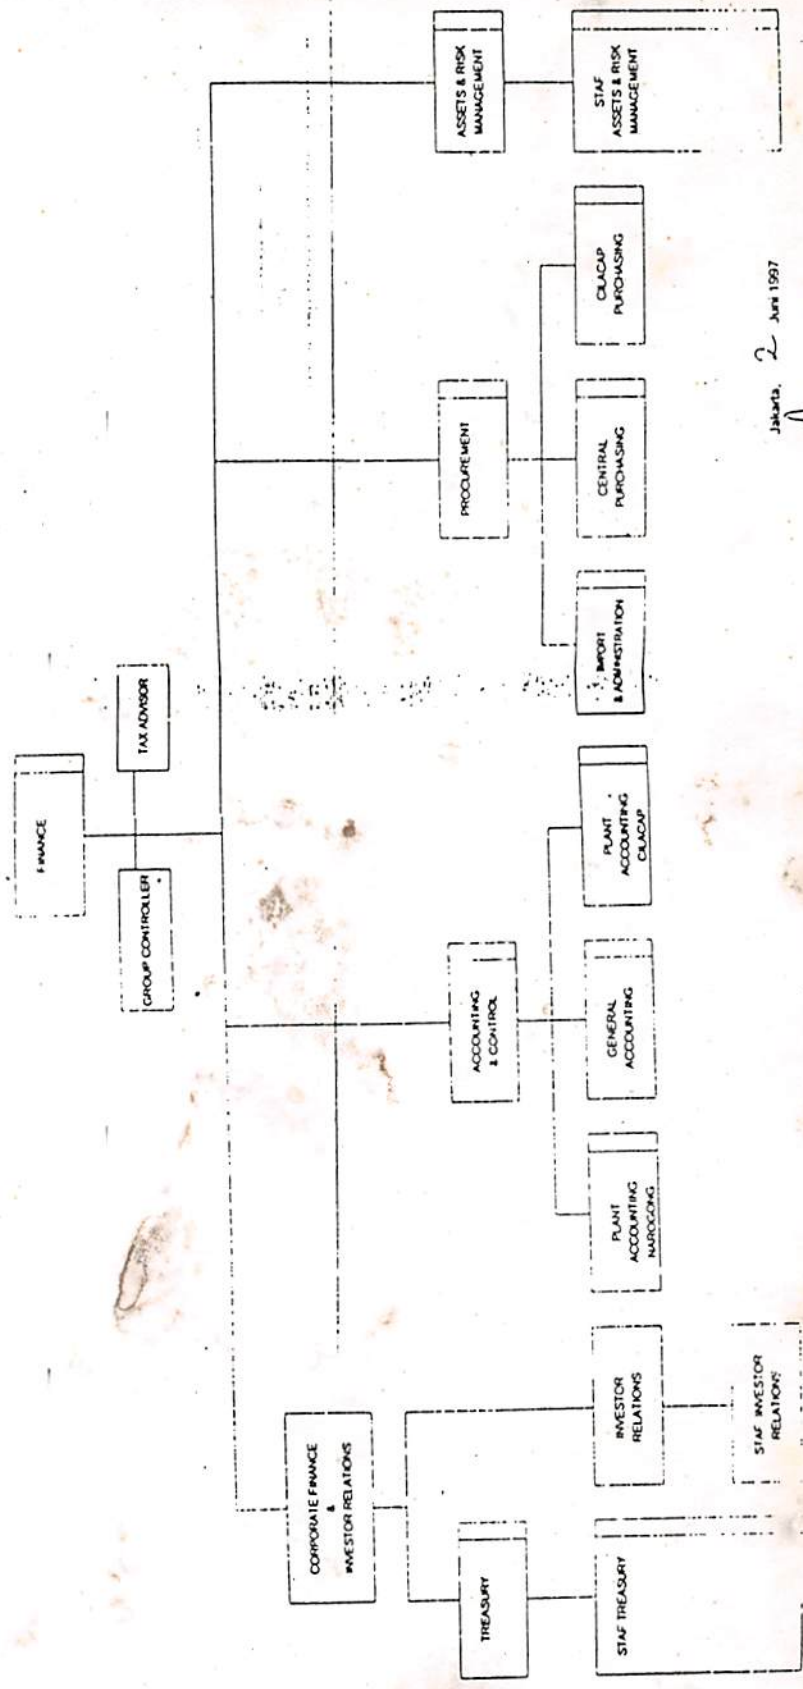 FINANCE
GROUP CONTROLLER
TAX ADVISOR
CORPORATE FINANCE
&
INVESTOR RELATIONS
ACCOUNTING
& CONTROL
PROCUREMENT
ASSETS & RISK
MANAGEMENT
TREASURY
INVESTOR
RELATIONS
PLANT
ACCOUNTING
NAROGONG
GENERAL
ACCOUNTING
PLANT
ACCOUNTING
CILACAP
IMPORT
& ADMINISTRATION
CENTRAL
PURCHASING
CILACAP
PURCHASING
STAF
ASSETS & RISK
MANAGEMENT
STAF TREASURY
STAF INVESTOR
RELATIONS
Jakarta, 2 Juni 1997